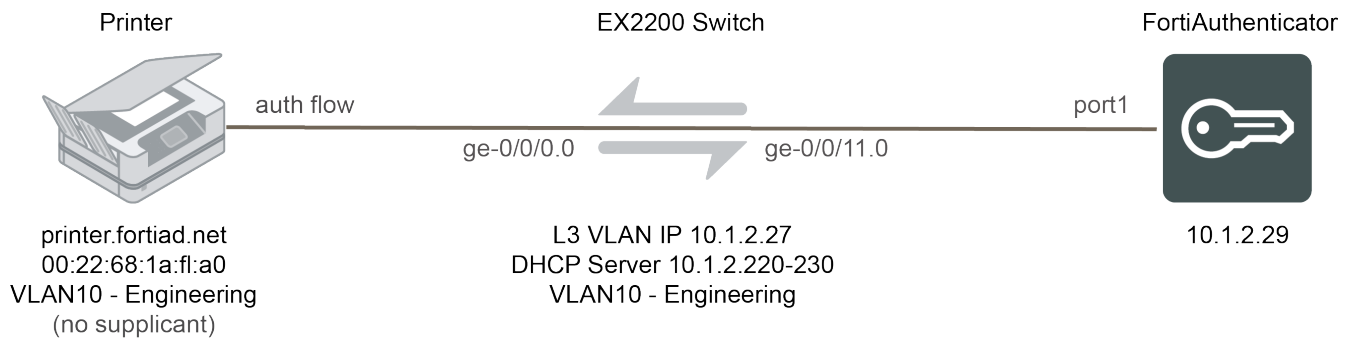 Printer
EX2200 Switch
FortiAuthenticator
auth flow
port1
ge-0/0/0.0
ge-0/0/11.0
printer.fortiad.net
00:22:68:1a:fl:a0
VLAN10 - Engineering
(no supplicant)
L3 VLAN IP 10.1.2.27
DHCP Server 10.1.2.220-230
VLAN10 - Engineering
10.1.2.29